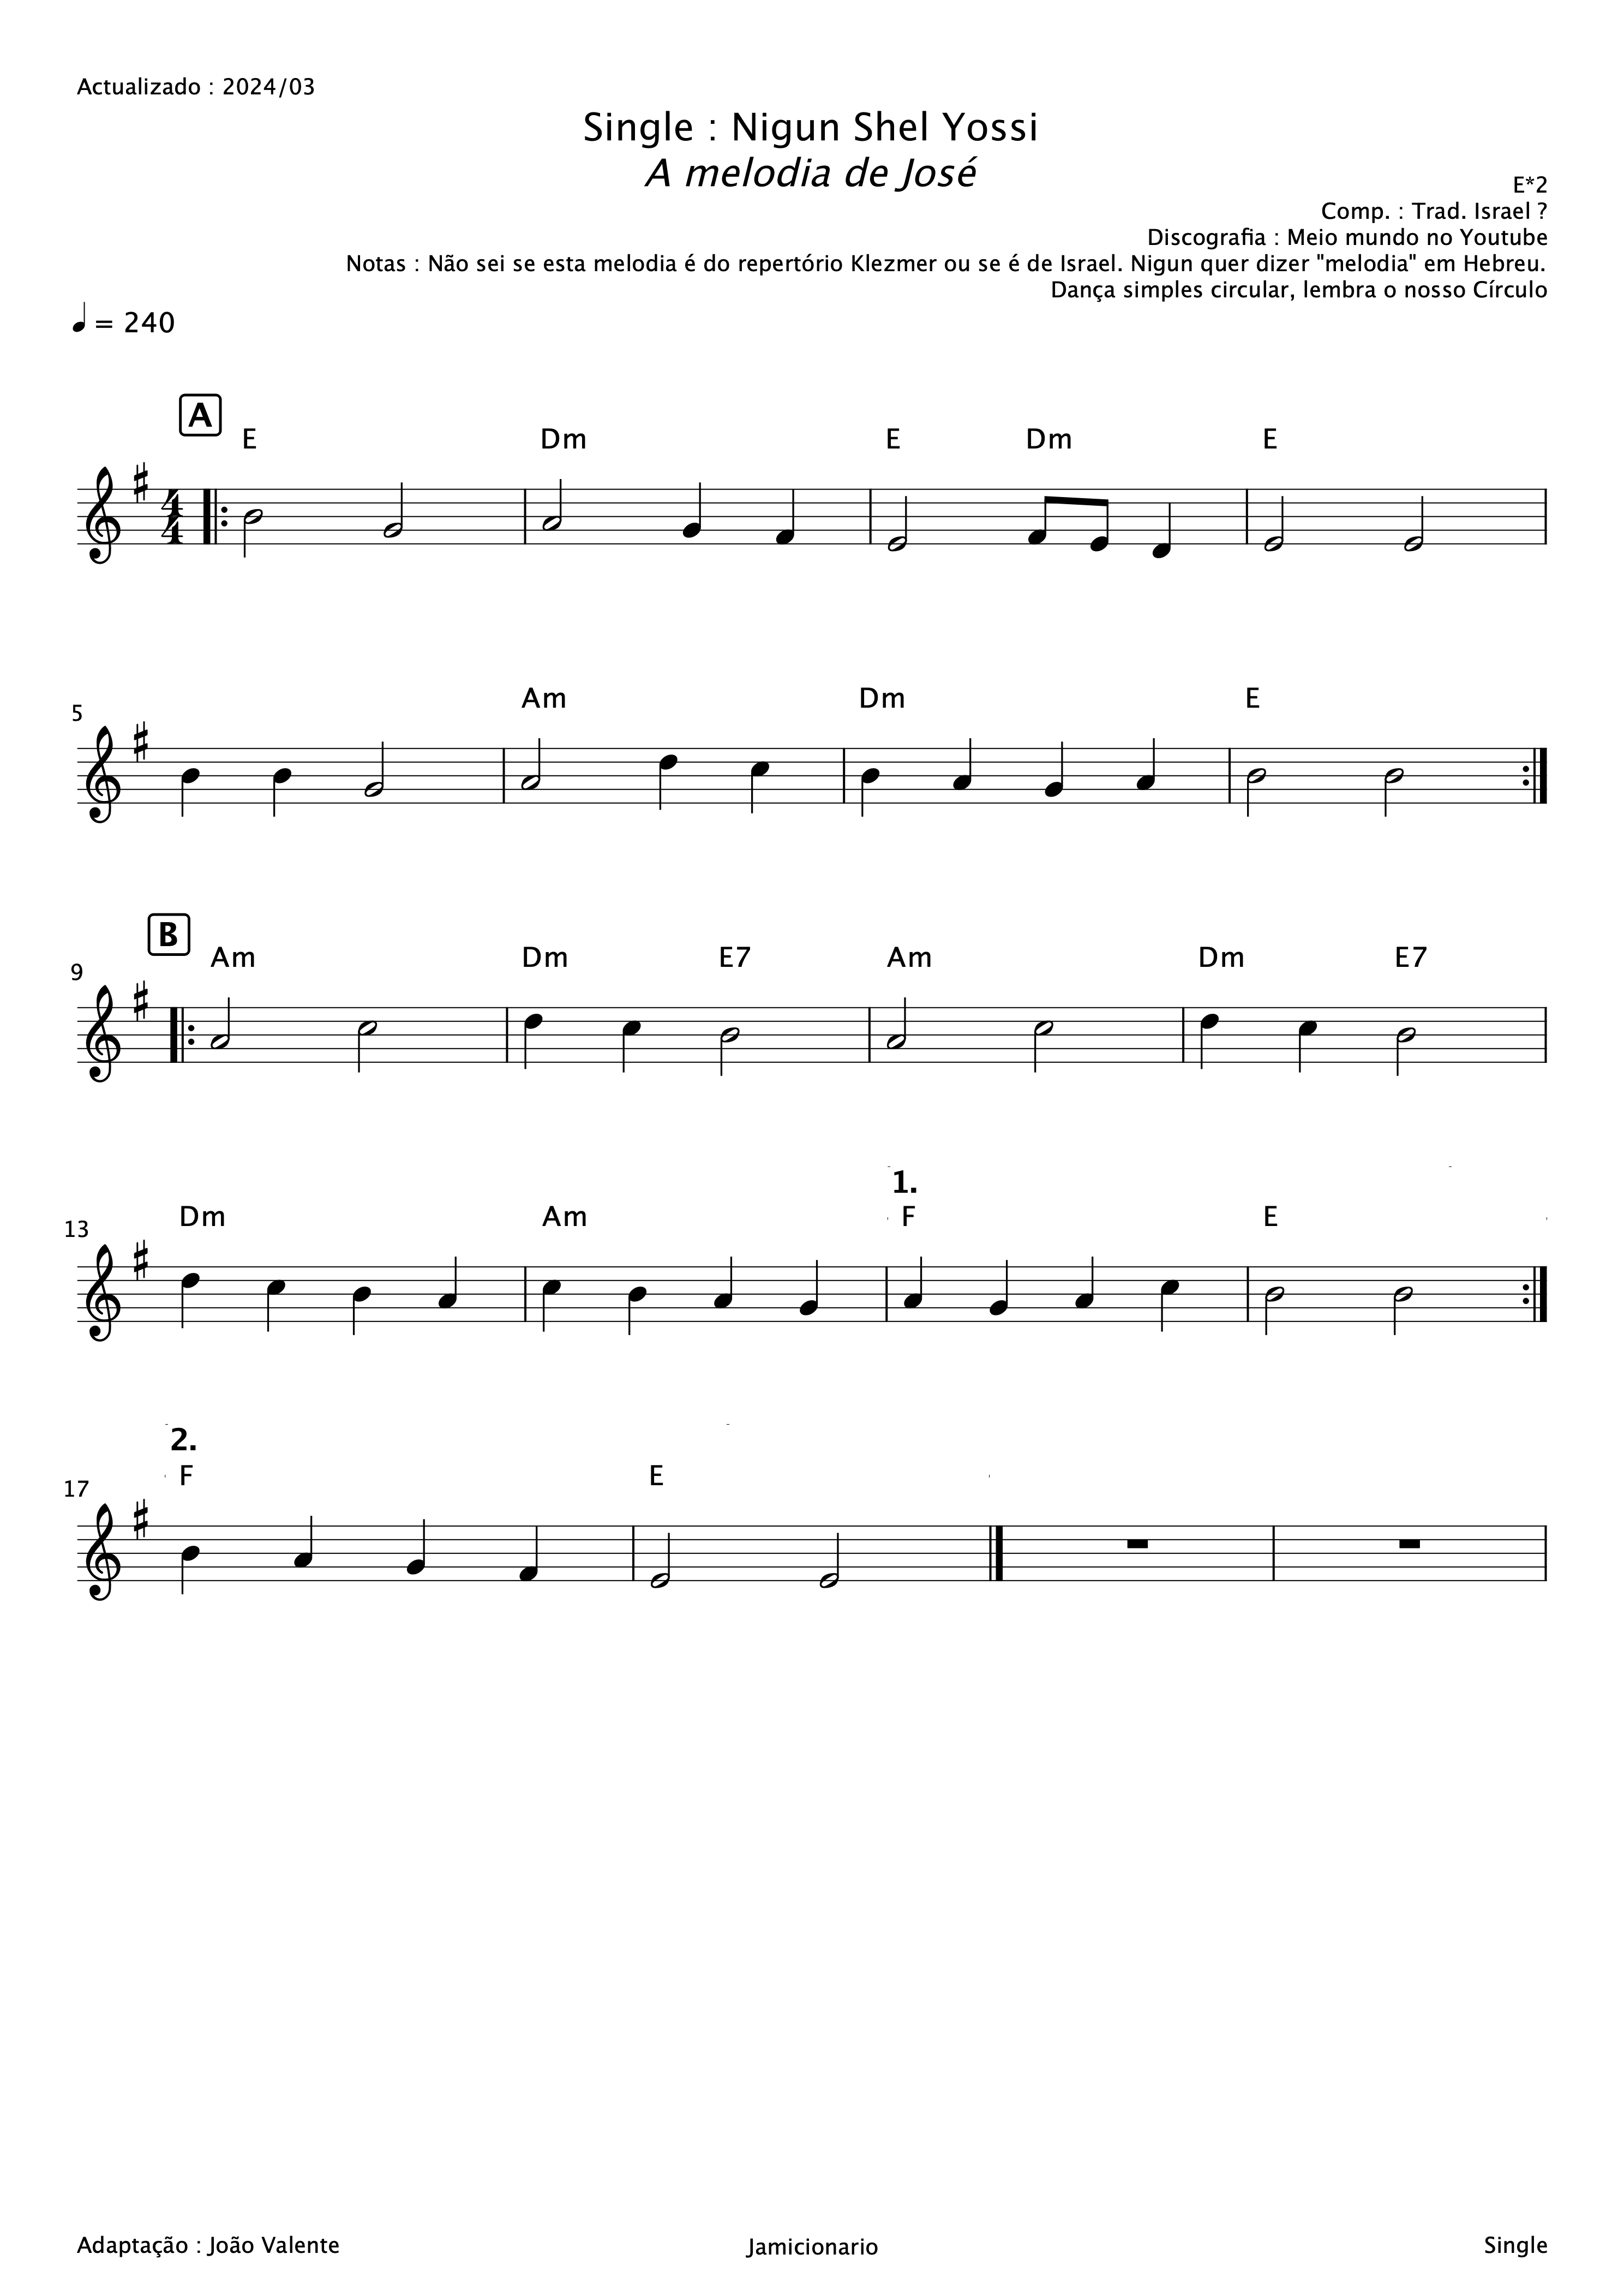 Actualizado : 2024/03
Single : Nigun Shel Yossi
A melodia de José
E*2
Comp. : Trad. Israel ?
Discografia : Meio mundo no Youtube
Notas : Não sei se esta melodia é do repertório Klezmer ou se é de Israel. Nigun quer dizer "melodia" em Hebreu.
Dança simples circular, lembra o nosso Círculo
= 240
A
E Dm E Dm E
4
4
Am Dm E
5
B
Am Dm E7 Am Dm E7
9
1.
Dm Am F E
13
2.
F E
17
Adaptação : João Valente Jamicionario Single